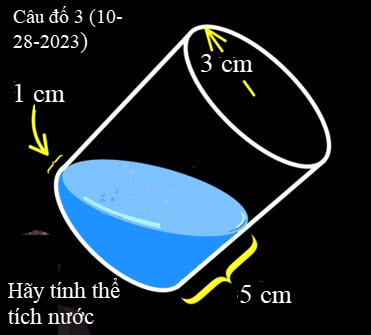 Câu đố 3 (10-
28-2023)
3 cm
1 cm
5 cm
Hãy tính thể
tích nước